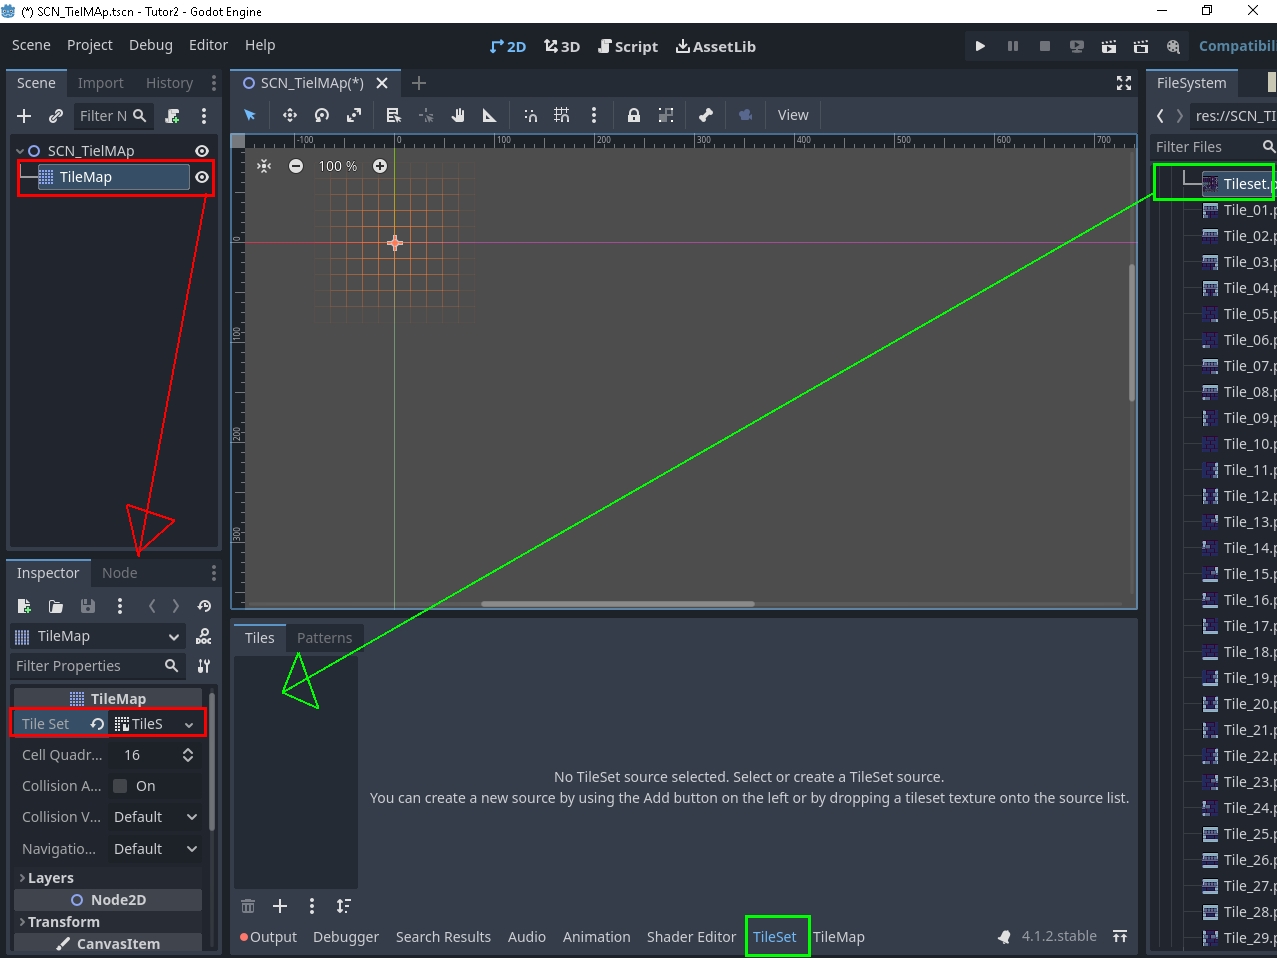 (*) SCN_TielMAp.tscn - Tutor2 - Godot Engine
Scene Project Debug Editor Help
2D 3D Script AssetLib
Compatibili
Scene Import History
Filter N
SCN_TielMAp
TileMap
SCN_TielMAp(*)
View
-100 0 100 200 300 400 500 600 700
100 %
0
100
200
300
Inspector Node
TileMap
Filter Properties
TileMap
Tile Set TileS
Cell Quadr... 16
Collision A... On
Collision V... Default
Navigatio... Default
Layers
Node2D
Transform
CanvasItem
Tiles Patterns
No TileSet source selected. Select or create a TileSet source.
You can create a new source by using the Add button on the left or by dropping a tileset texture onto the source list.
Output Debugger Search Results Audio Animation Shader Editor TileSet TileMap
4.1.2.stable
FileSystem
res://SCN_TI
Filter Files
Tileset.p
Tile_01.p
Tile_02.p
Tile_03.p
Tile_04.p
Tile_05.p
Tile_06.p
Tile_07.p
Tile_08.p
Tile_09.p
Tile_10.p
Tile_11.p
Tile_12.p
Tile_13.p
Tile_14.p
Tile_15.p
Tile_16.p
Tile_17.p
Tile_18.p
Tile_19.p
Tile_20.p
Tile_21.p
Tile_22.p
Tile_23.p
Tile_24.p
Tile_25.p
Tile_26.p
Tile_27.p
Tile_28.p
Tile_29.p